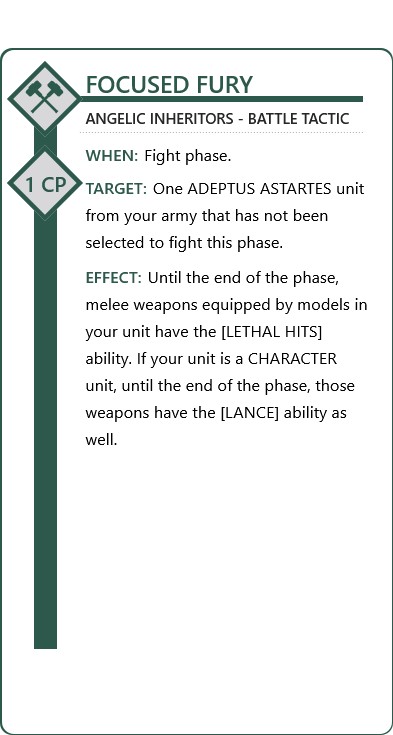 FOCUSED FURY
ANGELIC INHERITORS - BATTLE TACTIC
1 CP
WHEN: Fight phase.
TARGET: One ADEPTUS ASTARTES unit
from your army that has not been
selected to fight this phase.
EFFECT: Until the end of the phase,
melee weapons equipped by models in
your unit have the [LETHAL HITS]
ability. If your unit is a CHARACTER
unit, until the end of the phase, those
weapons have the [LANCE] ability as
well.